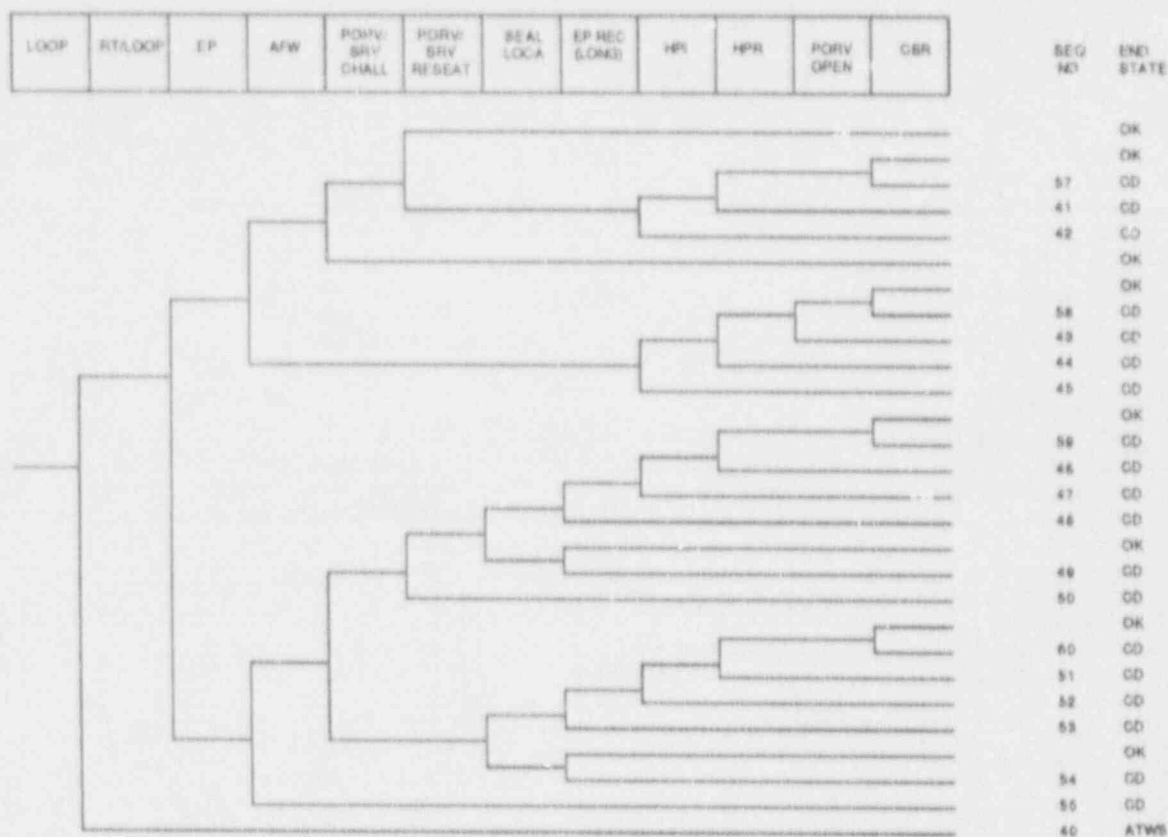 LOOP
RT/LOOP
EP
AFW
PORV/
SRV
CHALL
PORV/
SRV
RESEAT
SEAL
LOCA
EP REC
(LONG)
HPI
HPR
PORV
OPEN
CSR
SEQ
NO
END
STATE
OK
OK
57 CD
41 CD
42 CD
OK
OK
58 CD
43 CD
44 CD
45 CD
OK
59 CD
46 CD
47 CD
48 CD
OK
49 CD
50 CD
OK
60 CD
51 CD
52 CD
53 CD
OK
54 CD
55 CD
40 ATWS